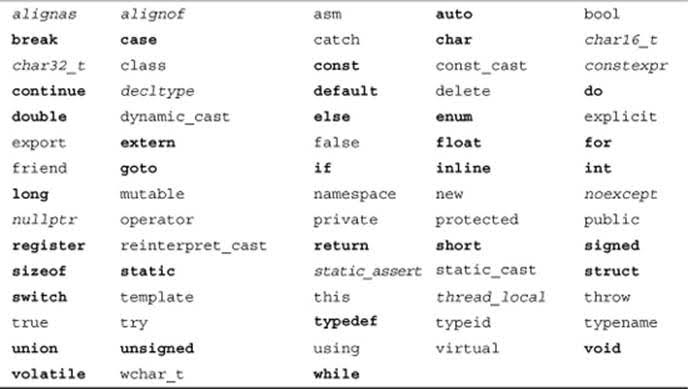 alignas alignof asm auto bool
break case catch char char16_t
char32_t class const const_cast constexpr
continue decltype default delete do
double dynamic_cast else enum explicit
export extern false float for
friend goto if inline int
long mutable namespace new noexcept
nullptr operator private protected public
register reinterpret_cast return short signed
sizeof static static_assert static_cast struct
switch template this thread_local throw
true try typedef typeid typename
union unsigned using virtual void
volatile wchar_t while